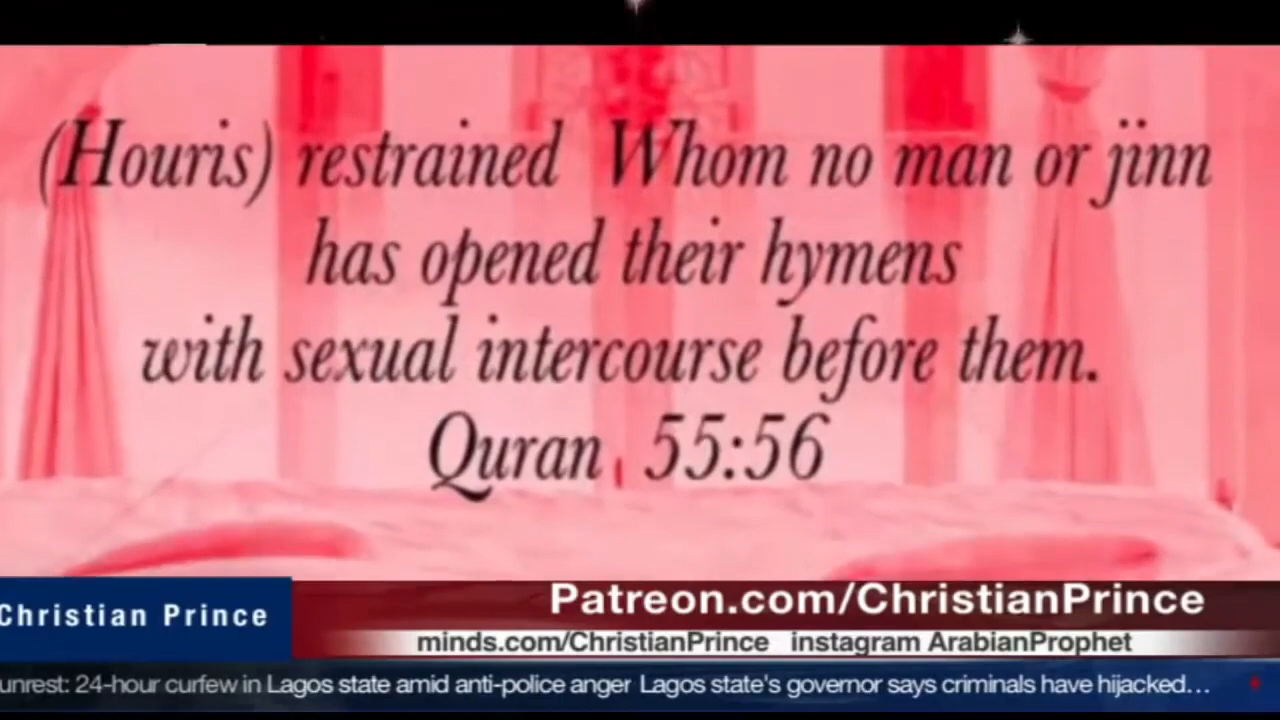 (Houris) restrained Whom no man or jinn
has opened their hymens
with sexual intercourse before them.
Quran 55:56
Christian Prince
Patreon.com/ChristianPrince
minds.com/ChristianPrince instagram ArabianProphet
unrest: 24-hour curfew in Lagos state amid anti-police anger Lagos state's governor says criminals have hijacked...